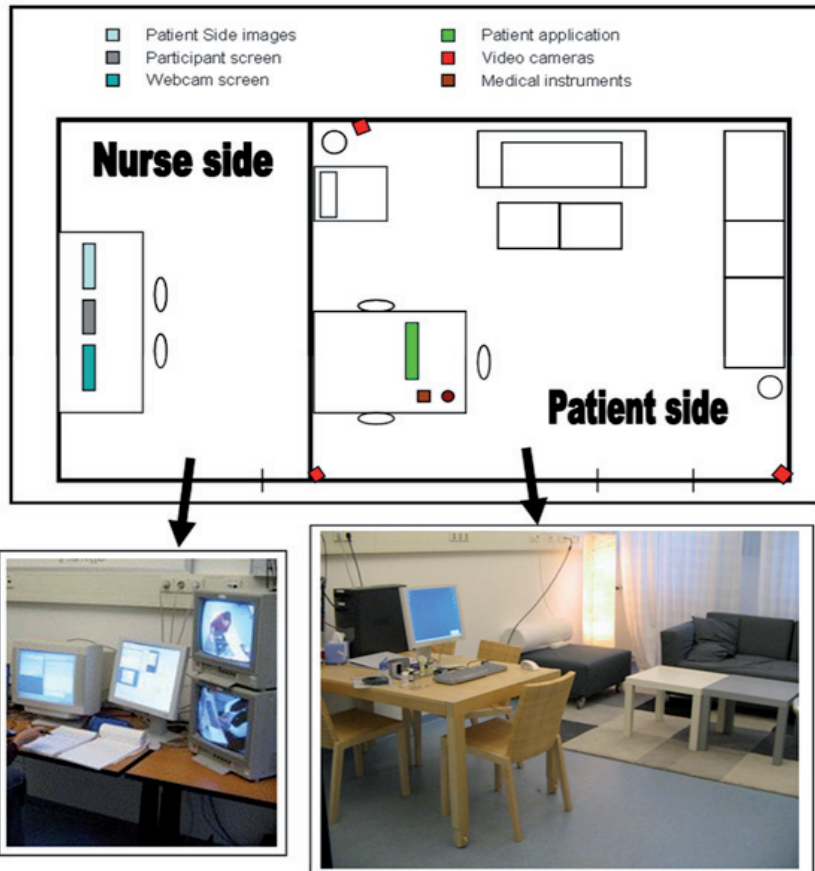 Patient Side images
Participant screen
Webcam screen
Patient application
Video cameras
Medical instruments
Nurse side
Patient side